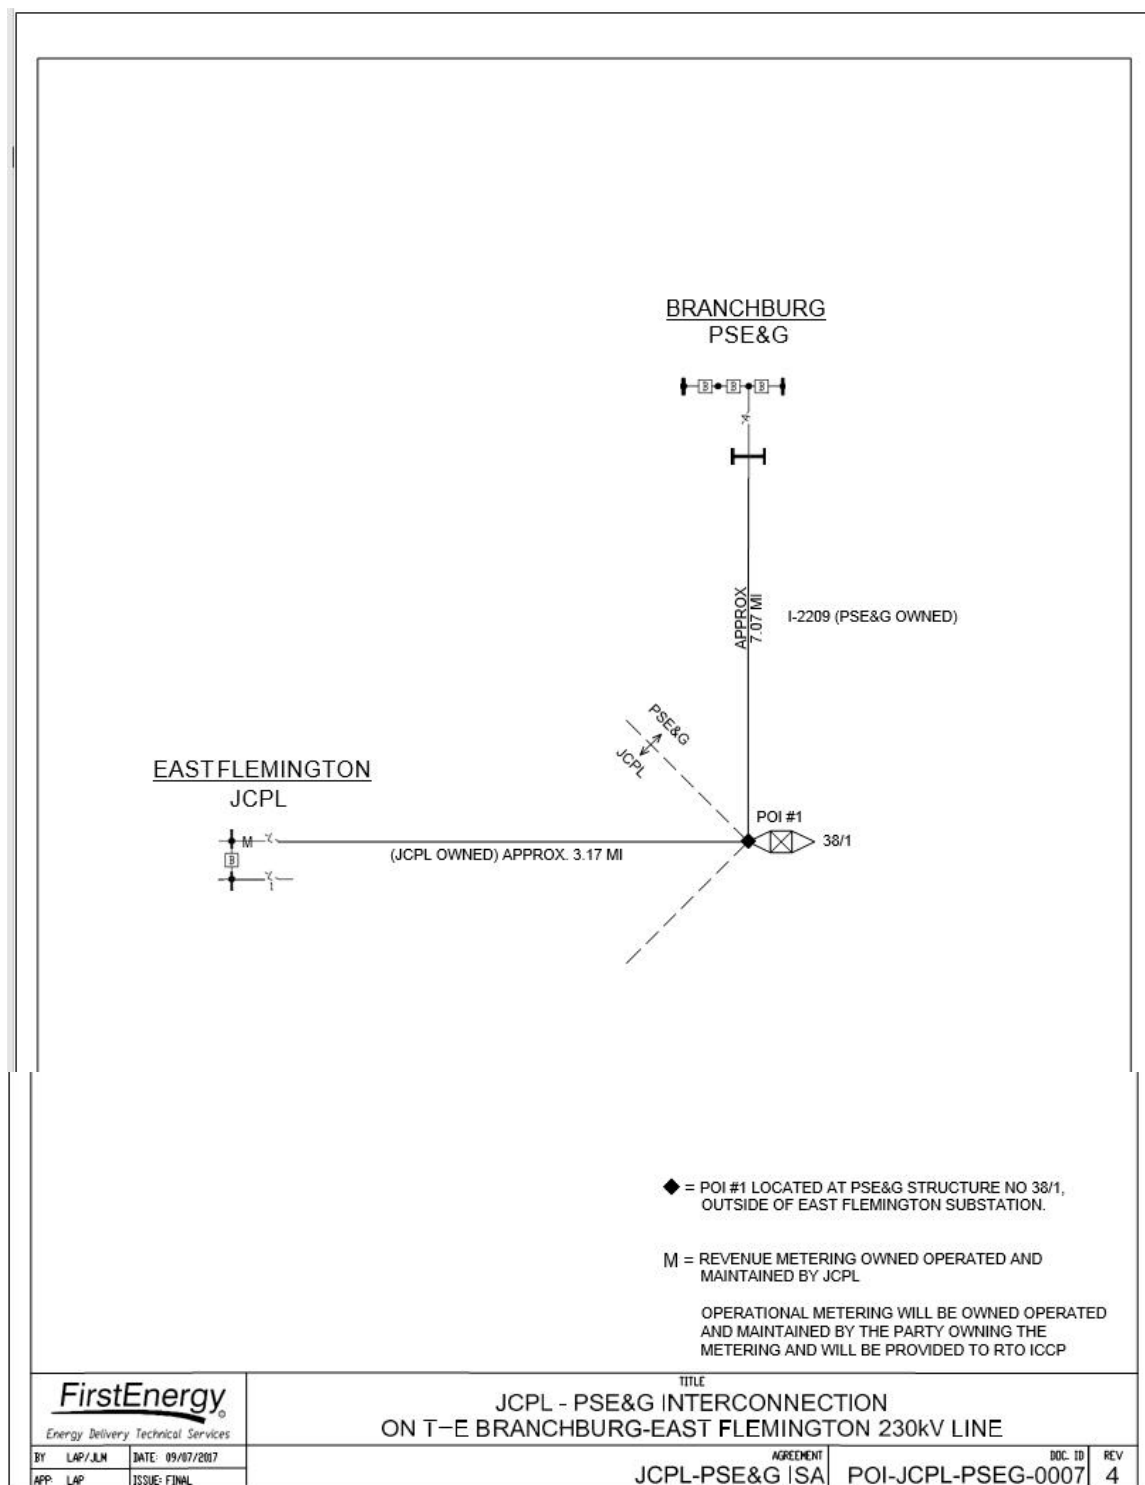 BRANCHBURG
PSE&G
B B B
APPROX
7.07 MI
I-2209 (PSE&G OWNED)
PSE&G
JCPL
EAST FLEMINGTON
JCPL
POI #1
M
38/1
B
(JCPL OWNED) APPROX. 3.17 MI
◆ = POI #1 LOCATED AT PSE&G STRUCTURE NO 38/1,
OUTSIDE OF EAST FLEMINGTON SUBSTATION.
M = REVENUE METERING OWNED OPERATED AND
MAINTAINED BY JCPL
OPERATIONAL METERING WILL BE OWNED OPERATED
AND MAINTAINED BY THE PARTY OWNING THE
METERING AND WILL BE PROVIDED TO RTO ICCP
FirstEnergy
Energy Delivery Technical Services
TITLE
JCPL - PSE&G INTERCONNECTION
ON T–E BRANCHBURG-EAST FLEMINGTON 230kV LINE
BY LAP/JLM DATE: 09/07/2017
APP: LAP ISSUE: FINAL
AGREEMENT
JCPL-PSE&G ISA
DOC. ID
POI-JCPL-PSEG-0007
REV
4